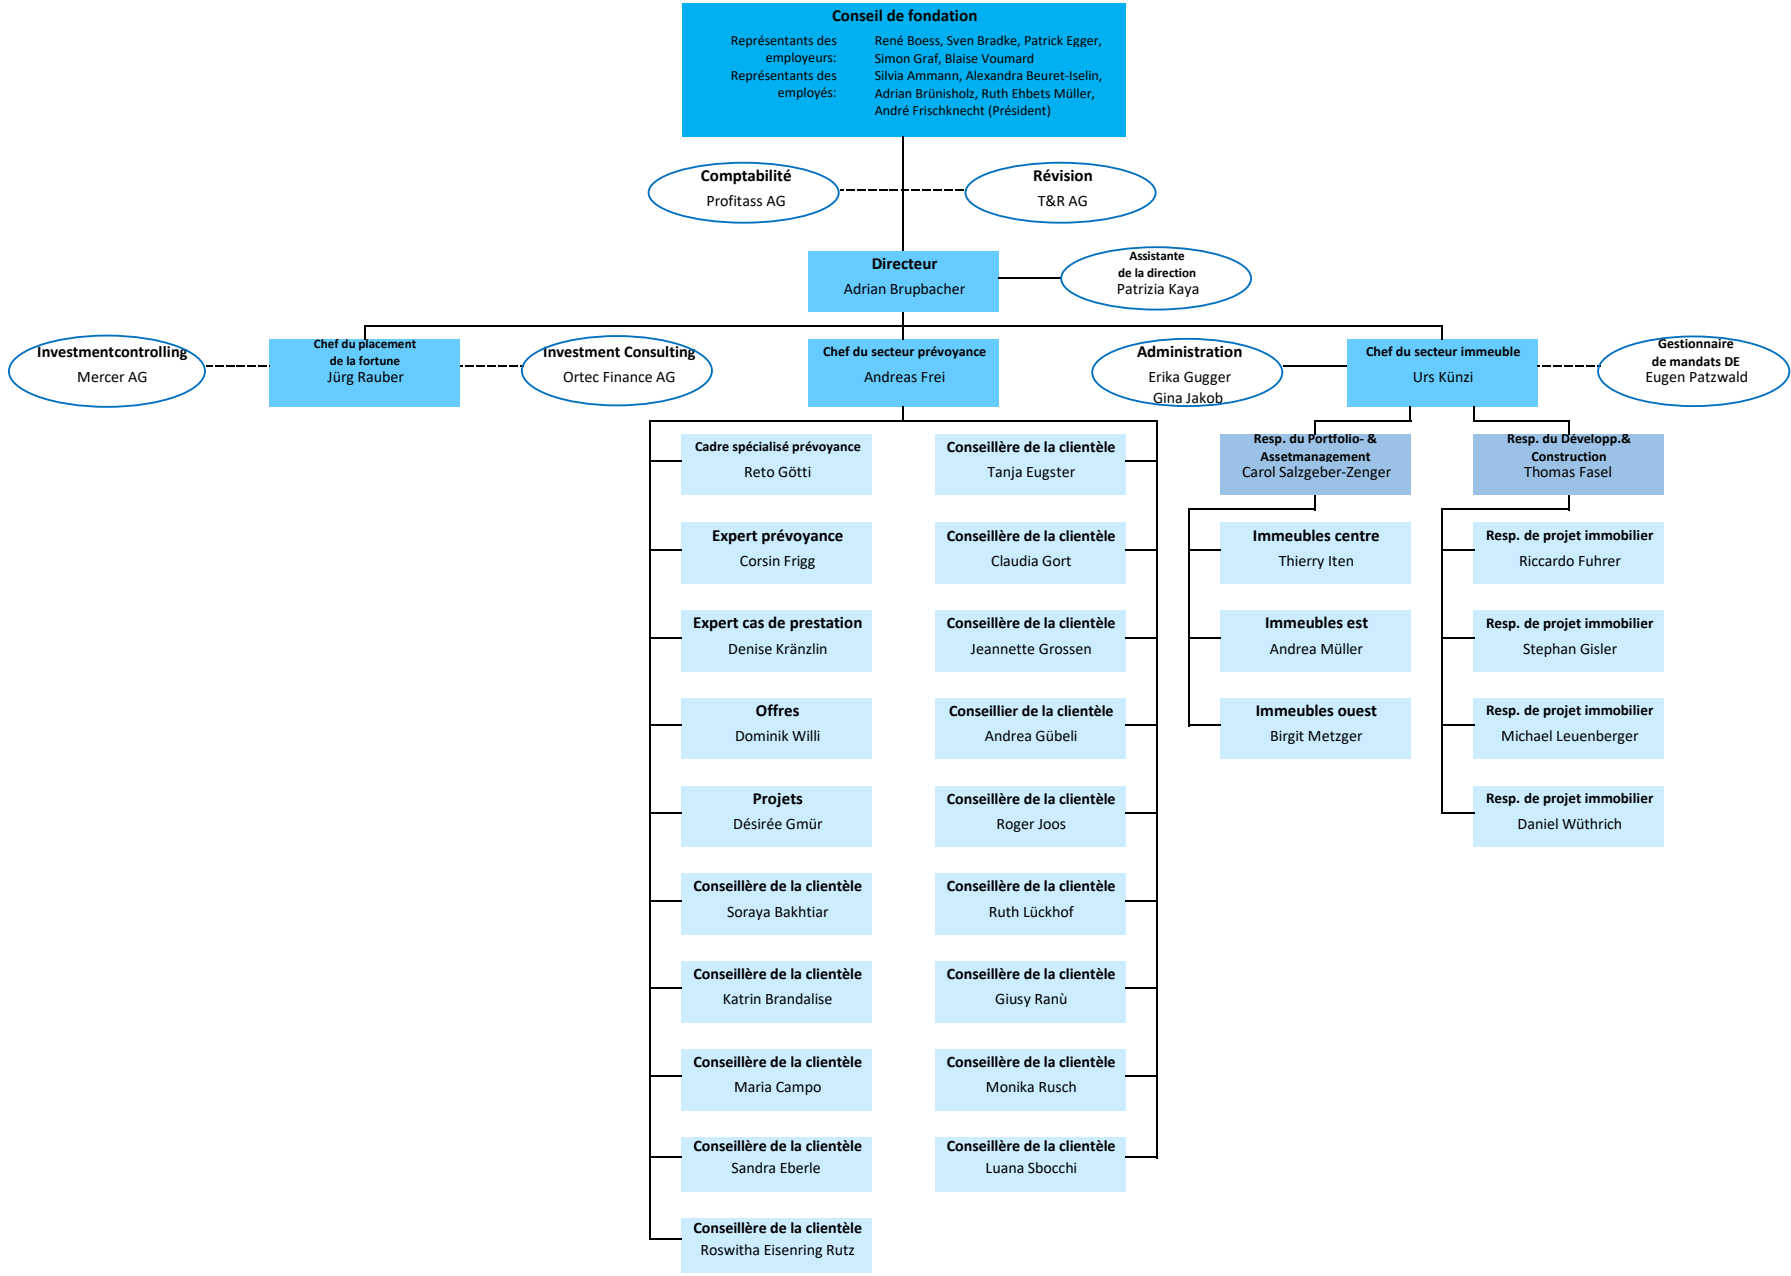 Conseil de fondation
Représentants des employeurs:
René Boess, Sven Bradke, Patrick Egger,
Simon Graf, Blaise Voumard
Représentants des employés:
Silvia Ammann, Alexandra Beuret-Iselin,
Adrian Brünisholz, Ruth Ehbets Müller,
André Frischknecht (Président)
Comptabilité
Profitass AG
Révision
T&R AG
Directeur
Adrian Brupbacher
Assistante
de la direction
Patrizia Kaya
Investmentcontrolling
Mercer AG
Chef du placement
de la fortune
Jürg Rauber
Investment Consulting
Ortec Finance AG
Chef du secteur prévoyance
Andreas Frei
Administration
Erika Gugger
Gina Jakob
Chef du secteur immeuble
Urs Künzi
Gestionnaire
de mandats DE
Eugen Patzwald
Cadre spécialisé prévoyance
Reto Götti
Expert prévoyance
Corsin Frigg
Expert cas de prestation
Denise Kränzlin
Offres
Dominik Willi
Projets
Désirée Gmür
Conseillère de la clientèle
Soraya Bakhtiar
Conseillère de la clientèle
Katrin Brandalise
Conseillère de la clientèle
Maria Campo
Conseillère de la clientèle
Sandra Eberle
Conseillère de la clientèle
Roswitha Eisenring Rutz
Conseillère de la clientèle
Tanja Eugster
Conseillère de la clientèle
Claudia Gort
Conseillère de la clientèle
Jeannette Grossen
Conseillier de la clientèle
Andrea Gübeli
Conseillère de la clientèle
Roger Joos
Conseillère de la clientèle
Ruth Lückhof
Conseillère de la clientèle
Giusy Ranù
Conseillère de la clientèle
Monika Rusch
Conseillère de la clientèle
Luana Sbocchi
Resp. du Portfolio- &
Assetmanagement
Carol Salzgeber-Zenger
Immeubles centre
Thierry Iten
Immeubles est
Andrea Müller
Immeubles ouest
Birgit Metzger
Resp. du Développ.&
Construction
Thomas Fasel
Resp. de projet immobilier
Riccardo Fuhrer
Resp. de projet immobilier
Stephan Gisler
Resp. de projet immobilier
Michael Leuenberger
Resp. de projet immobilier
Daniel Wüthrich